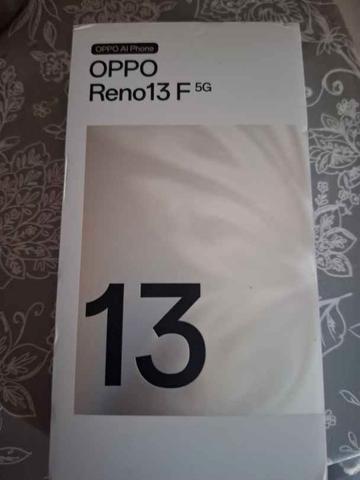 OPPO AI Phone
OPPO
Reno13 F 5G
13